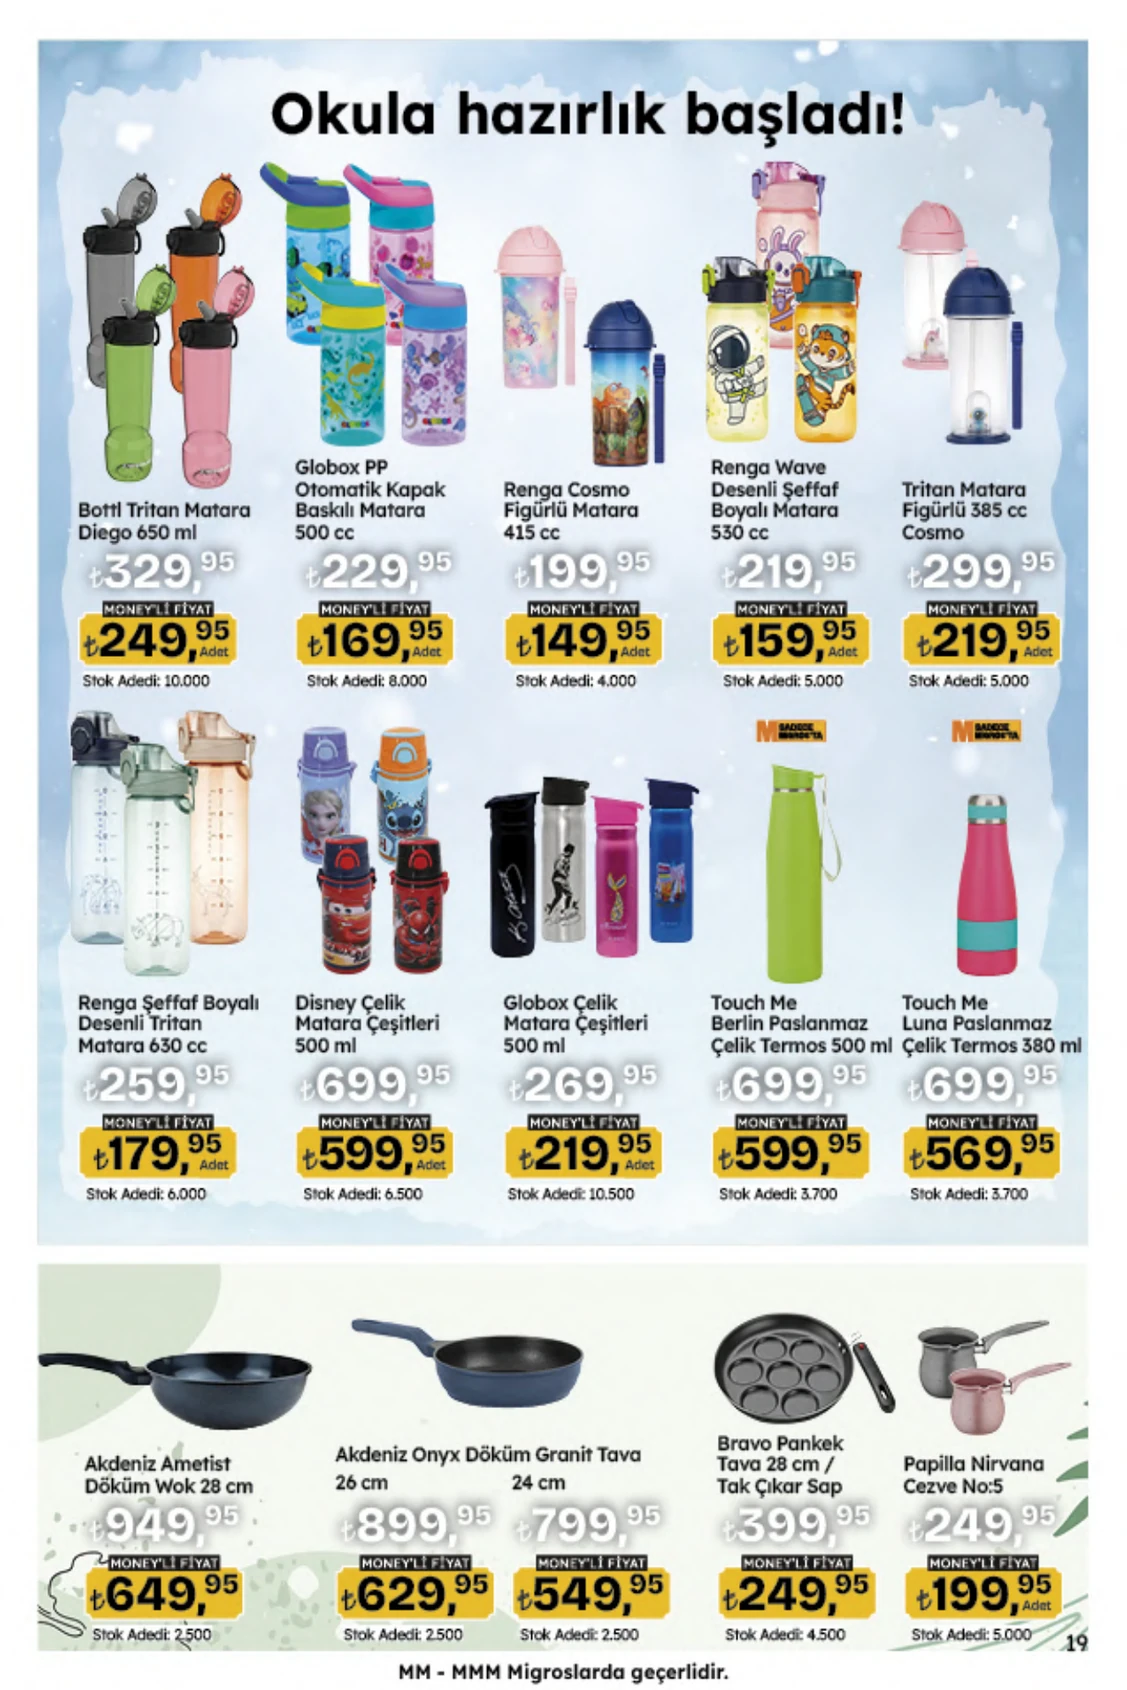 Okula hazırlık başladı!
Bottl Tritan Matara
Diego 650 ml
₺329,95
MONEY'Lİ FİYAT
₺249,95 Adet
Stok Adedi: 10.000
Globox PP
Otomatik Kapak
Baskılı Matara
500 cc
₺229,95
MONEY'Lİ FİYAT
₺169,95 Adet
Stok Adedi: 8.000
Renga Cosmo
Figürlü Matara
415 cc
₺199,95
MONEY'Lİ FİYAT
₺149,95 Adet
Stok Adedi: 4.000
Renga Wave
Desenli Şeffaf
Boyalı Matara
530 cc
₺219,95
MONEY'Lİ FİYAT
₺159,95 Adet
Stok Adedi: 5.000
Tritan Matara
Figürlü 385 cc
Cosmo
₺299,95
MONEY'Lİ FİYAT
₺219,95 Adet
Stok Adedi: 5.000
Renga Şeffaf Boyalı
Desenli Tritan
Matara 630 cc
₺259,95
MONEY'Lİ FİYAT
₺179,95 Adet
Stok Adedi: 6.000
Disney Çelik
Matara Çeşitleri
500 ml
₺699,95
MONEY'Lİ FİYAT
₺599,95 Adet
Stok Adedi: 6.500
Globox Çelik
Matara Çeşitleri
500 ml
₺269,95
MONEY'Lİ FİYAT
₺219,95 Adet
Stok Adedi: 10.500
M SADECE
MİGROS'TA
Touch Me
Berlin Paslanmaz
Çelik Termos 500 ml
₺699,95
MONEY'Lİ FİYAT
₺599,95
Stok Adedi: 3.700
M SADECE
MİGROS'TA
Touch Me
Luna Paslanmaz
Çelik Termos 380 ml
₺699,95
MONEY'Lİ FİYAT
₺569,95
Stok Adedi: 3.700
Akdeniz Ametist
Döküm Wok 28 cm
₺949,95
MONEY'Lİ FİYAT
₺649,95
Stok Adedi: 2.500
Akdeniz Onyx Döküm Granit Tava
26 cm
₺899,95
MONEY'Lİ FİYAT
₺629,95
Stok Adedi: 2.500
24 cm
₺799,95
MONEY'Lİ FİYAT
₺549,95
Stok Adedi: 2.500
Bravo Pankek
Tava 28 cm /
Tak Çıkar Sap
₺399,95
MONEY'Lİ FİYAT
₺249,95
Stok Adedi: 4.500
Papilla Nirvana
Cezve No:5
₺249,95
MONEY'Lİ FİYAT
₺199,95 Adet
Stok Adedi: 5.000
19
MM - MMM Migroslarda geçerlidir.